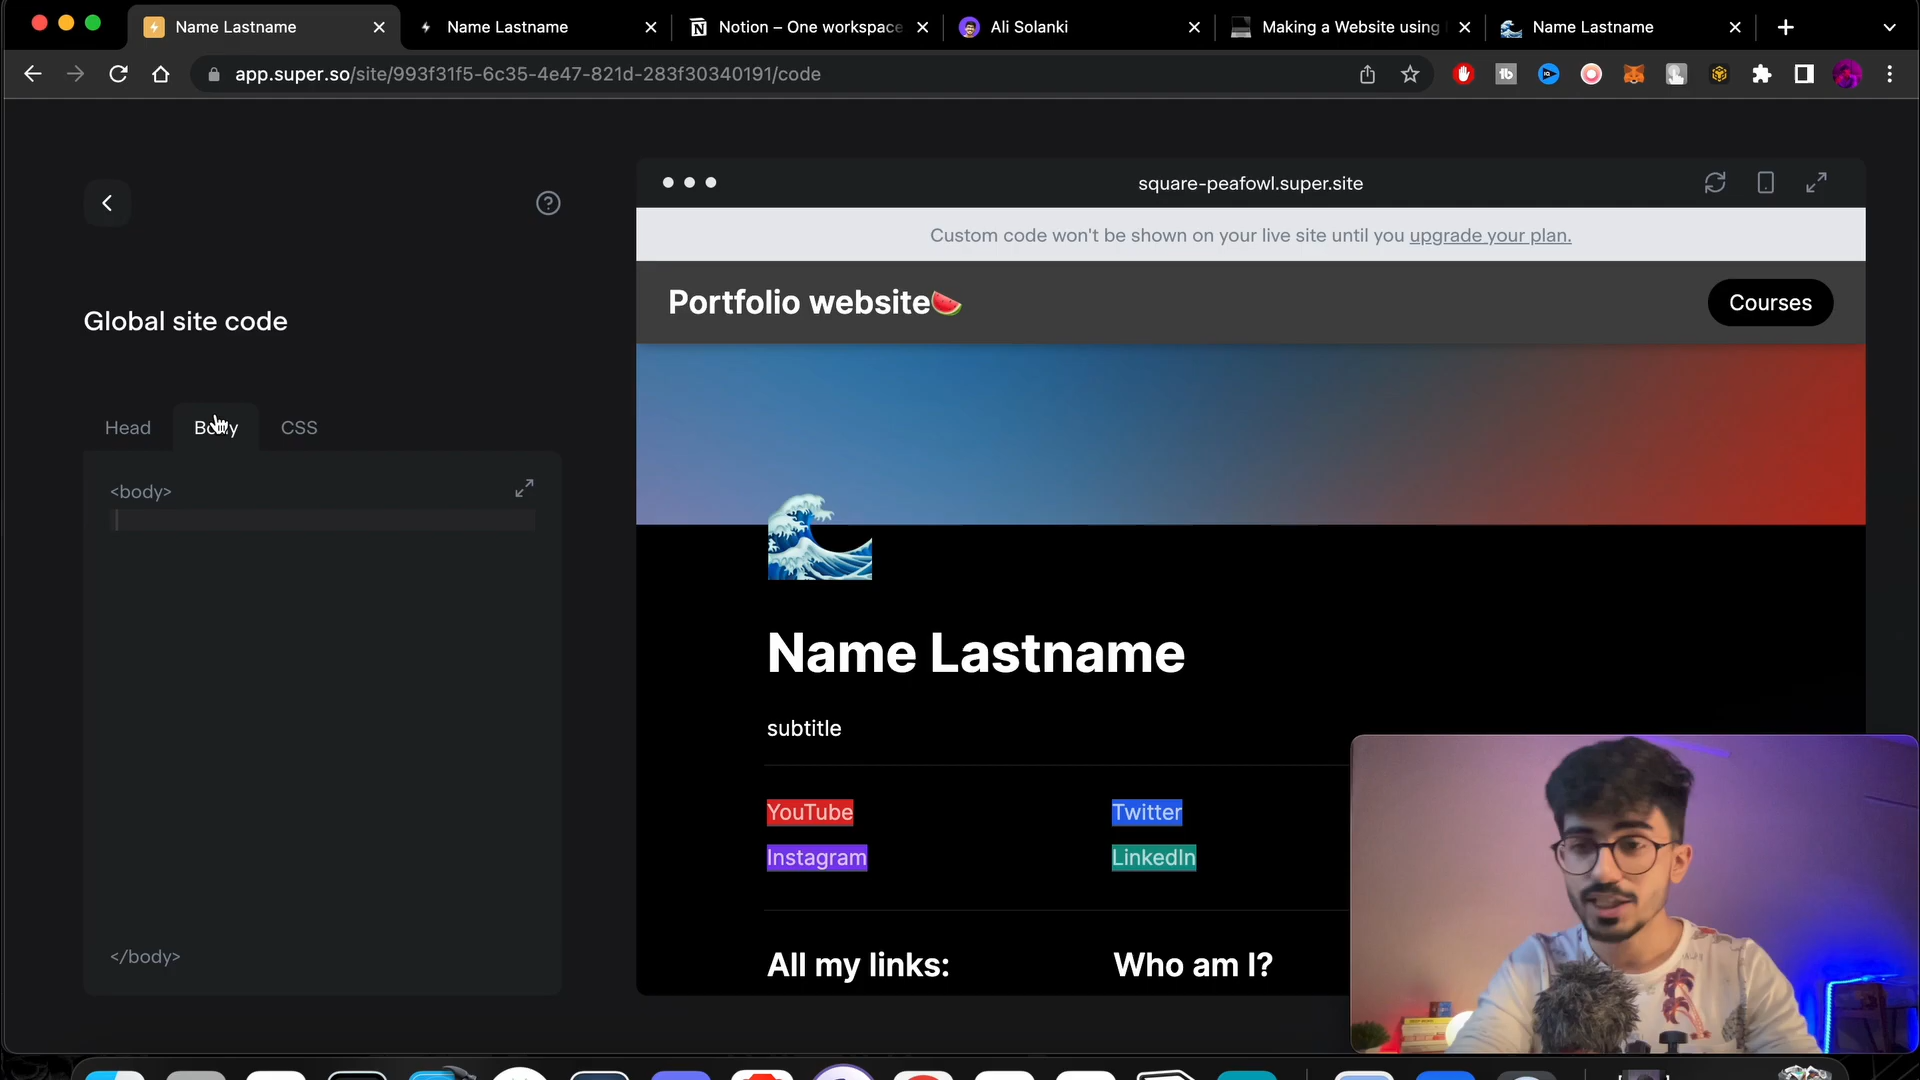 Name Lastname
Name Lastname
Notion – One workspace
Ali Solanki
Making a Website using
Name Lastname
app.super.so/site/993f31f5-6c35-4e47-821d-283f30340191/code
square-peafowl.super.site
Custom code won't be shown on your live site until you upgrade your plan.
Portfolio website
Courses
Global site code
Head
Body
CSS
<body>
</body>
Name Lastname
subtitle
YouTube
Twitter
Instagram
LinkedIn
All my links:
Who am I?